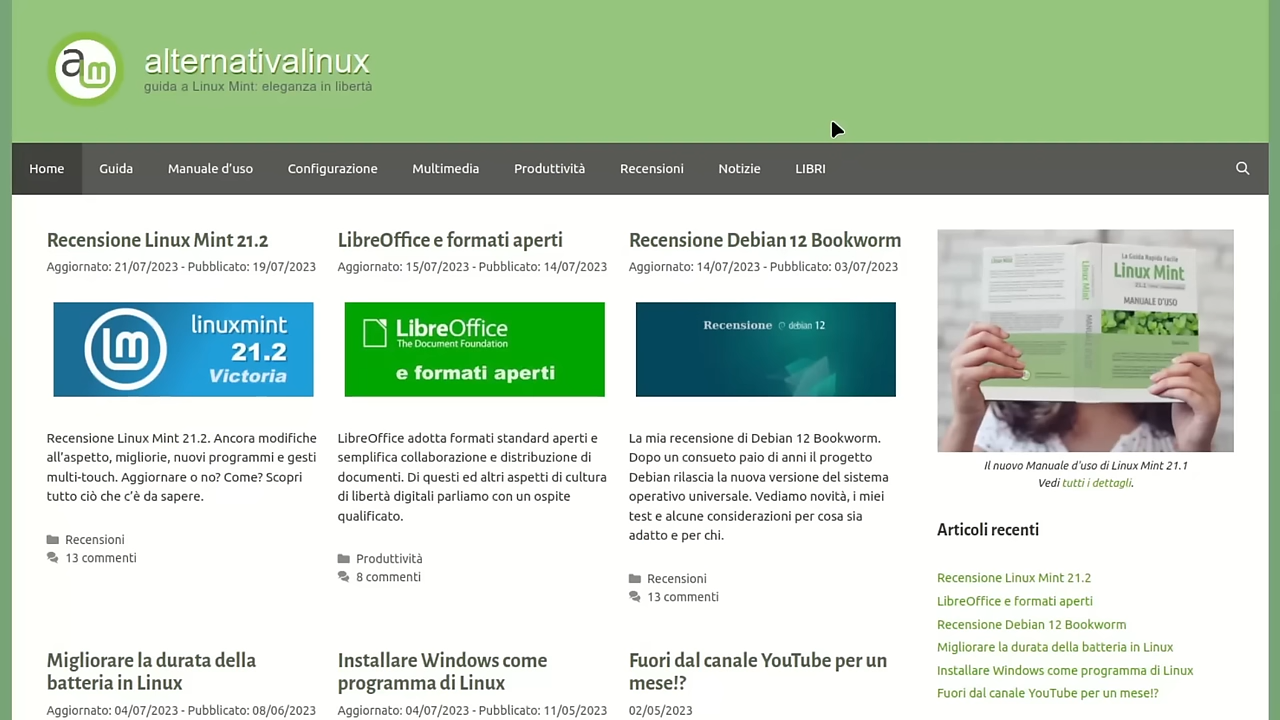 am
alternativalinux
guida a Linux Mint: eleganza in libertà
Home Guida Manuale d’uso Configurazione Multimedia Produttività Recensioni Notizie LIBRI
Recensione Linux Mint 21.2
Aggiornato: 21/07/2023 - Pubblicato: 19/07/2023
linuxmint
21.2
Victoria
Recensione Linux Mint 21.2. Ancora modifiche
all’aspetto, migliorie, nuovi programmi e gesti
multi-touch. Aggiornare o no? Come? Scopri
tutto ciò che c’è da sapere.
Recensioni
13 commenti
LibreOffice e formati aperti
Aggiornato: 15/07/2023 - Pubblicato: 14/07/2023
LibreOffice
The Document Foundation
e formati aperti
LibreOffice adotta formati standard aperti e
semplifica collaborazione e distribuzione di
documenti. Di questi ed altri aspetti di cultura
di libertà digitali parliamo con un ospite
qualificato.
Produttività
8 commenti
Recensione Debian 12 Bookworm
Aggiornato: 14/07/2023 - Pubblicato: 03/07/2023
Recensione debian 12
La mia recensione di Debian 12 Bookworm.
Dopo un consueto paio di anni il progetto
Debian rilascia la nuova versione del sistema
operativo universale. Vediamo novità, i miei
test e alcune considerazioni per cosa sia
adatto e per chi.
Recensioni
13 commenti
Migliorare la durata della
batteria in Linux
Aggiornato: 04/07/2023 - Pubblicato: 08/06/2023
Installare Windows come
programma di Linux
Aggiornato: 04/07/2023 - Pubblicato: 11/05/2023
Fuori dal canale YouTube per un
mese!?
02/05/2023
La Guida Rapida Facile
Linux Mint
MANUALE D'USO
Linux Mint
Il nuovo Manuale d’uso di Linux Mint 21.1
Vedi tutti i dettagli.
Articoli recenti
Recensione Linux Mint 21.2
LibreOffice e formati aperti
Recensione Debian 12 Bookworm
Migliorare la durata della batteria in Linux
Installare Windows come programma di Linux
Fuori dal canale YouTube per un mese!?